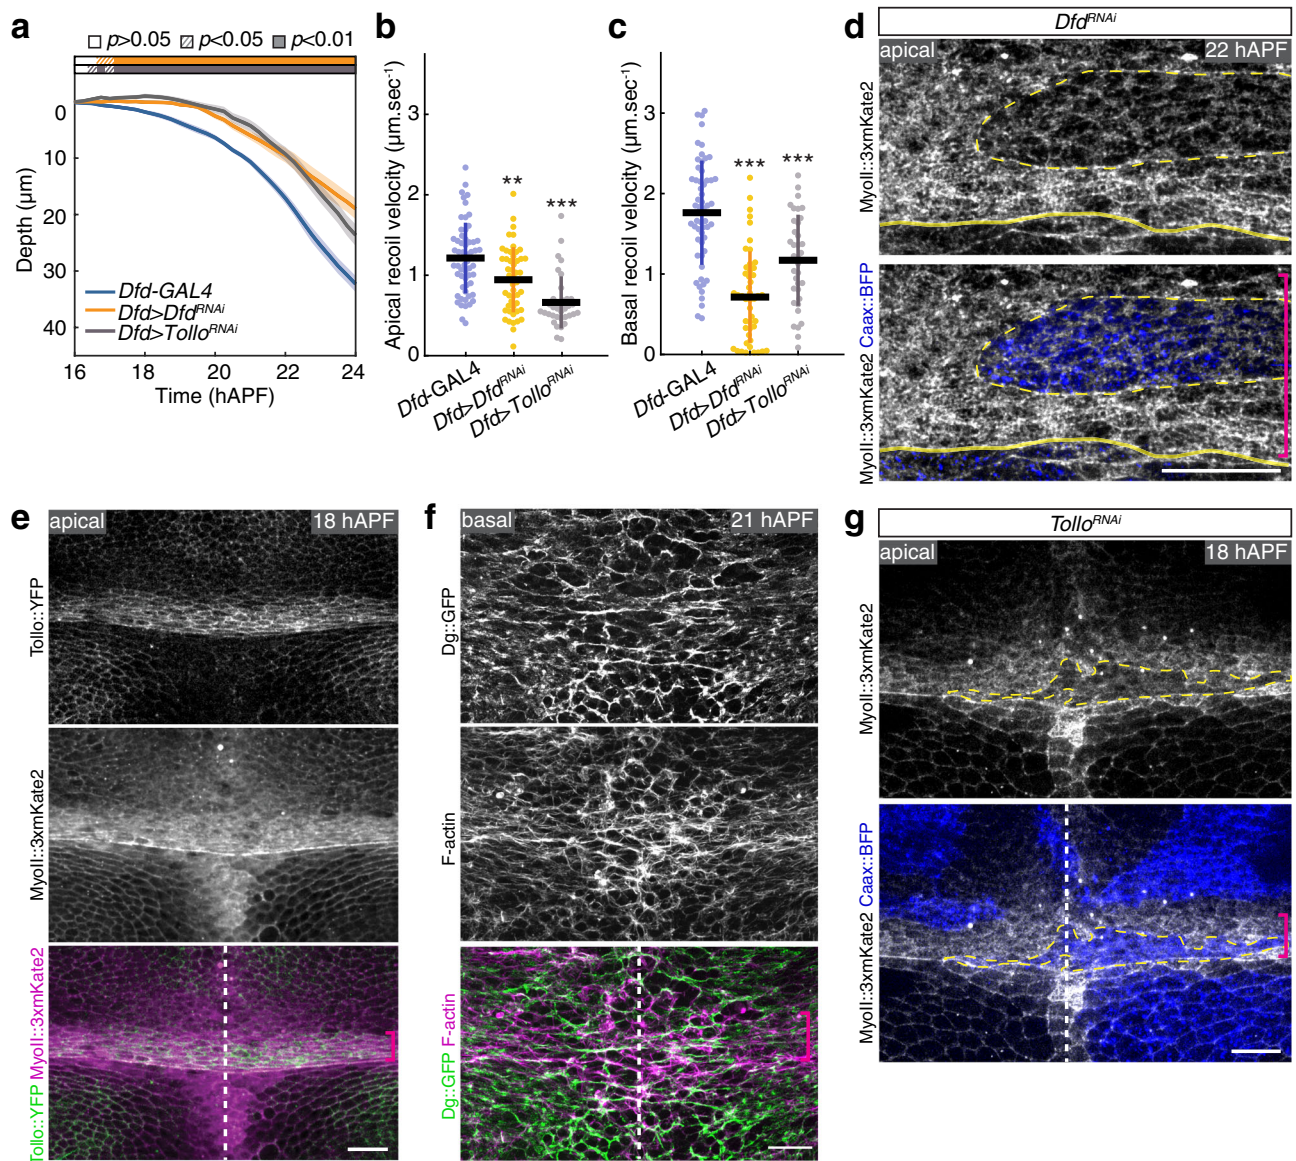 a
p>0.05 p<0.05 p<0.01
Depth (µm)
0
10
20
30
40
Dfd-GAL4
Dfd>Dfd^RNAi
Dfd>Tollo^RNAi
16 18 20 22 24
Time (hAPF)
b
Apical recoil velocity (µm.sec⁻¹)
3
2
1
0
**
***
Dfd-GAL4
Dfd>Dfd^RNAi
Dfd>Tollo^RNAi
c
Basal recoil velocity (µm.sec⁻¹)
3
2
1
0
***
***
Dfd-GAL4
Dfd>Dfd^RNAi
Dfd>Tollo^RNAi
d
Dfd^RNAi
apical 22 hAPF
MyoII::3xmKate2
MyoII::3xmKate2 Caax::BFP
e
apical 18 hAPF
Tollo::YFP
MyoII::3xmKate2
Tollo::YFP MyoII::3xmKate2
f
basal 21 hAPF
Dg::GFP
F-actin
Dg::GFP F-actin
g
Tollo^RNAi
apical 18 hAPF
MyoII::3xmKate2
MyoII::3xmKate2 Caax::BFP